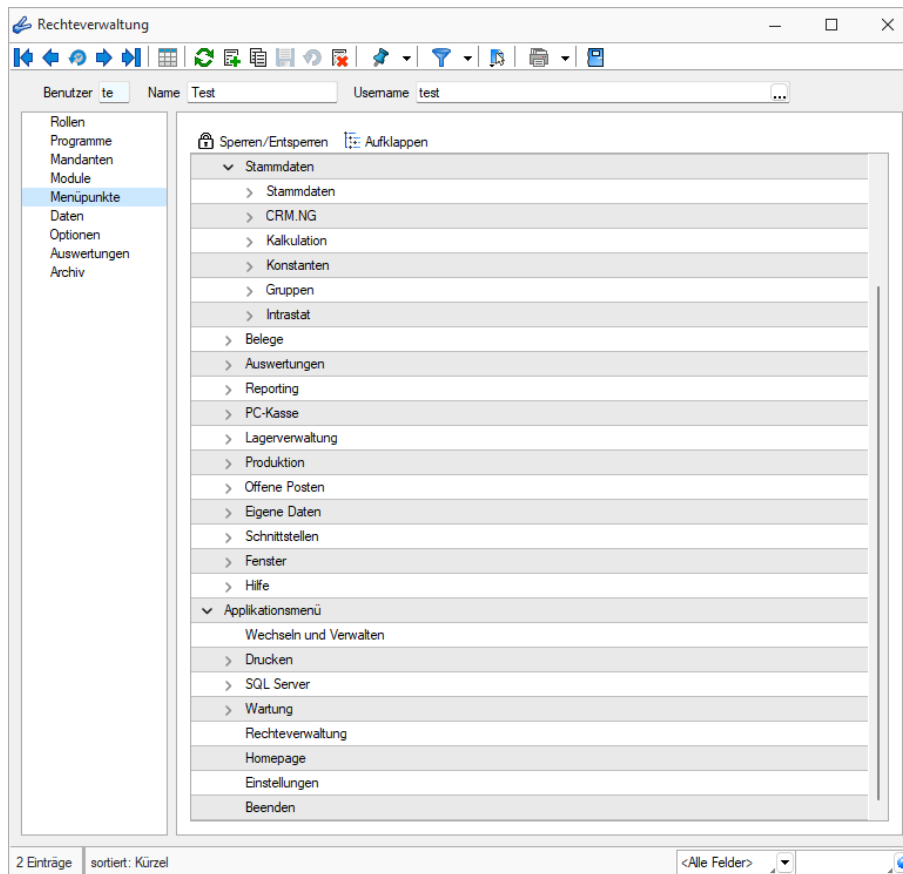 Rechteverwaltung
Benutzer te Name Test Username test ...
Rollen
Programme
Mandanten
Module
Menüpunkte
Daten
Optionen
Auswertungen
Archiv
Sperren/Entsperren Aufklappen
Stammdaten
Stammdaten
CRM.NG
Kalkulation
Konstanten
Gruppen
Intrastat
Belege
Auswertungen
Reporting
PC-Kasse
Lagerverwaltung
Produktion
Offene Posten
Eigene Daten
Schnittstellen
Fenster
Hilfe
Applikationsmenü
Wechseln und Verwalten
Drucken
SQL Server
Wartung
Rechteverwaltung
Homepage
Einstellungen
Beenden
2 Einträge sortiert: Kürzel <Alle Felder>